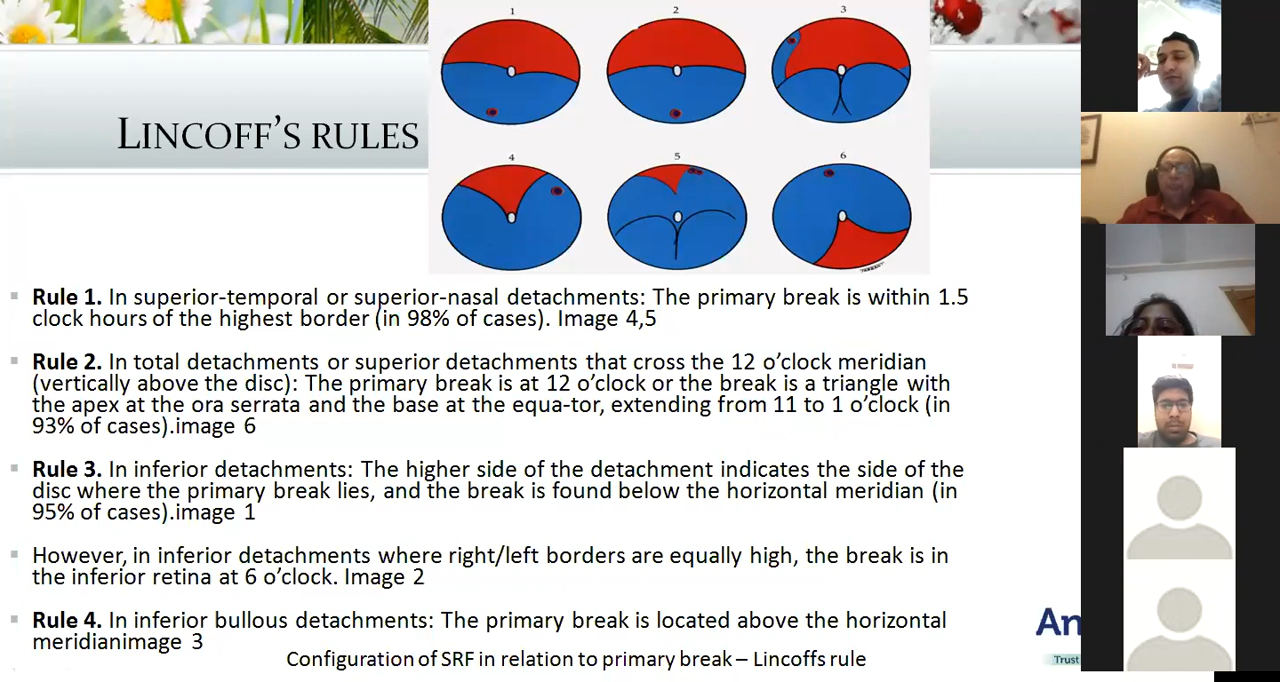 1
2
3
LINCOFF'S RULES
4
5
6
Rule 1. In superior-temporal or superior-nasal detachments: The primary break is within 1.5
clock hours of the highest border (in 98% of cases). Image 4,5
Rule 2. In total detachments or superior detachments that cross the 12 o'clock meridian
(vertically above the disc): The primary break is at 12 o'clock or the break is a triangle with
the apex at the ora serrata and the base at the equa-tor, extending from 11 to 1 o'clock (in
93% of cases).image 6
Rule 3. In inferior detachments: The higher side of the detachment indicates the side of the
disc where the primary break lies, and the break is found below the horizontal meridian (in
95% of cases).image 1
However, in inferior detachments where right/left borders are equally high, the break is in
the inferior retina at 6 o'clock. Image 2
Rule 4. In inferior bullous detachments: The primary break is located above the horizontal
meridianimage 3
Configuration of SRF in relation to primary break – Lincoffs rule
An
Trust